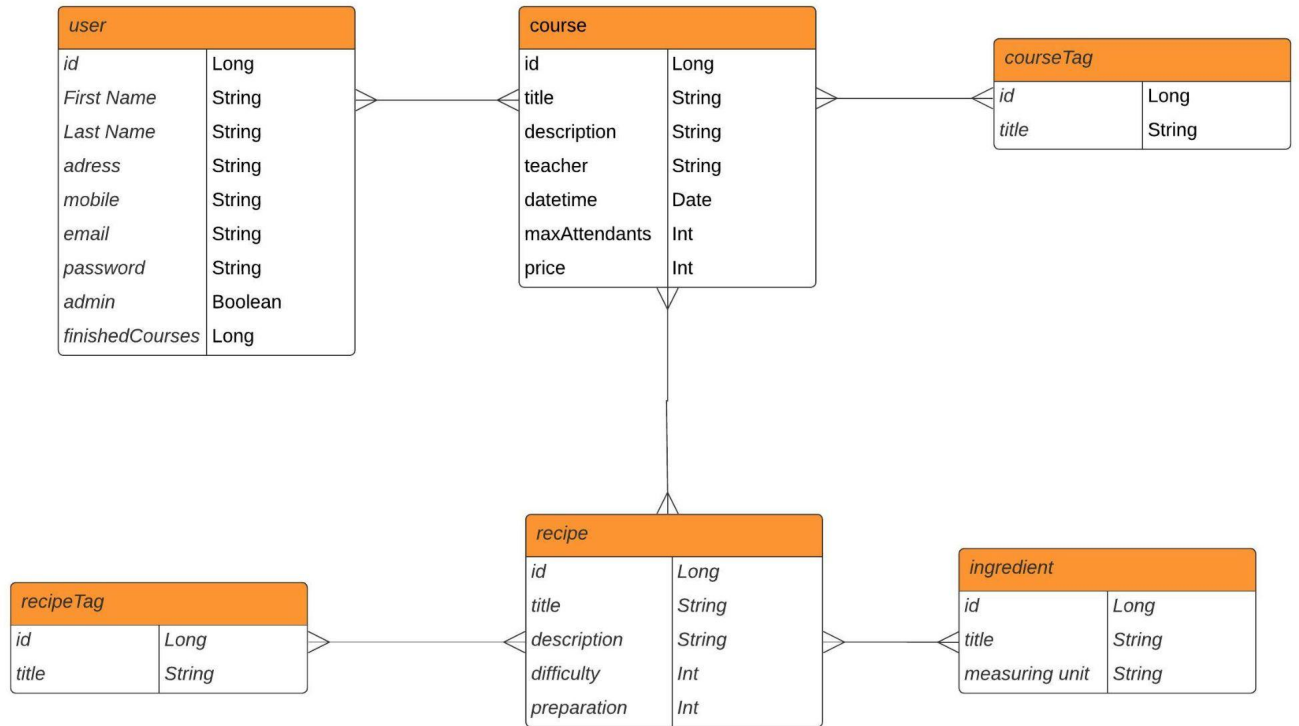 user
id Long
First Name String
Last Name String
adress String
mobile String
email String
password String
admin Boolean
finishedCourses Long
course
id Long
title String
description String
teacher String
datetime Date
maxAttendants Int
price Int
courseTag
id Long
title String
recipeTag
id Long
title String
recipe
id Long
title String
description String
difficulty Int
preparation Int
ingredient
id Long
title String
measuring unit String